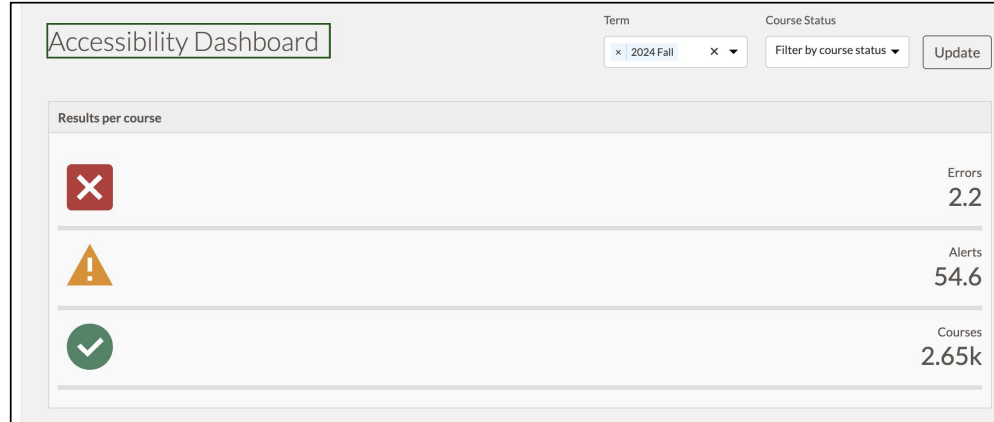 Accessibility Dashboard
Term
× 2024 Fall
Course Status
Filter by course status
Update
Results per course
Errors
2.2
Alerts
54.6
Courses
2.65k